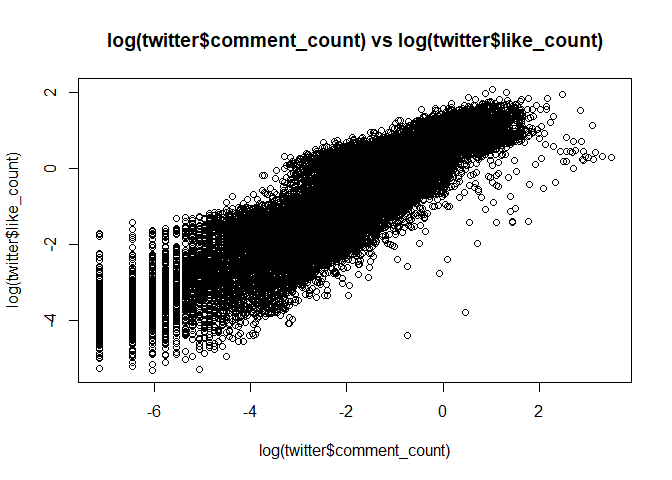 log(twitter$comment_count) vs log(twitter$like_count)
log(twitter$like_count)
2
0
-2
-4
-6 -4 -2 0 2
log(twitter$comment_count)